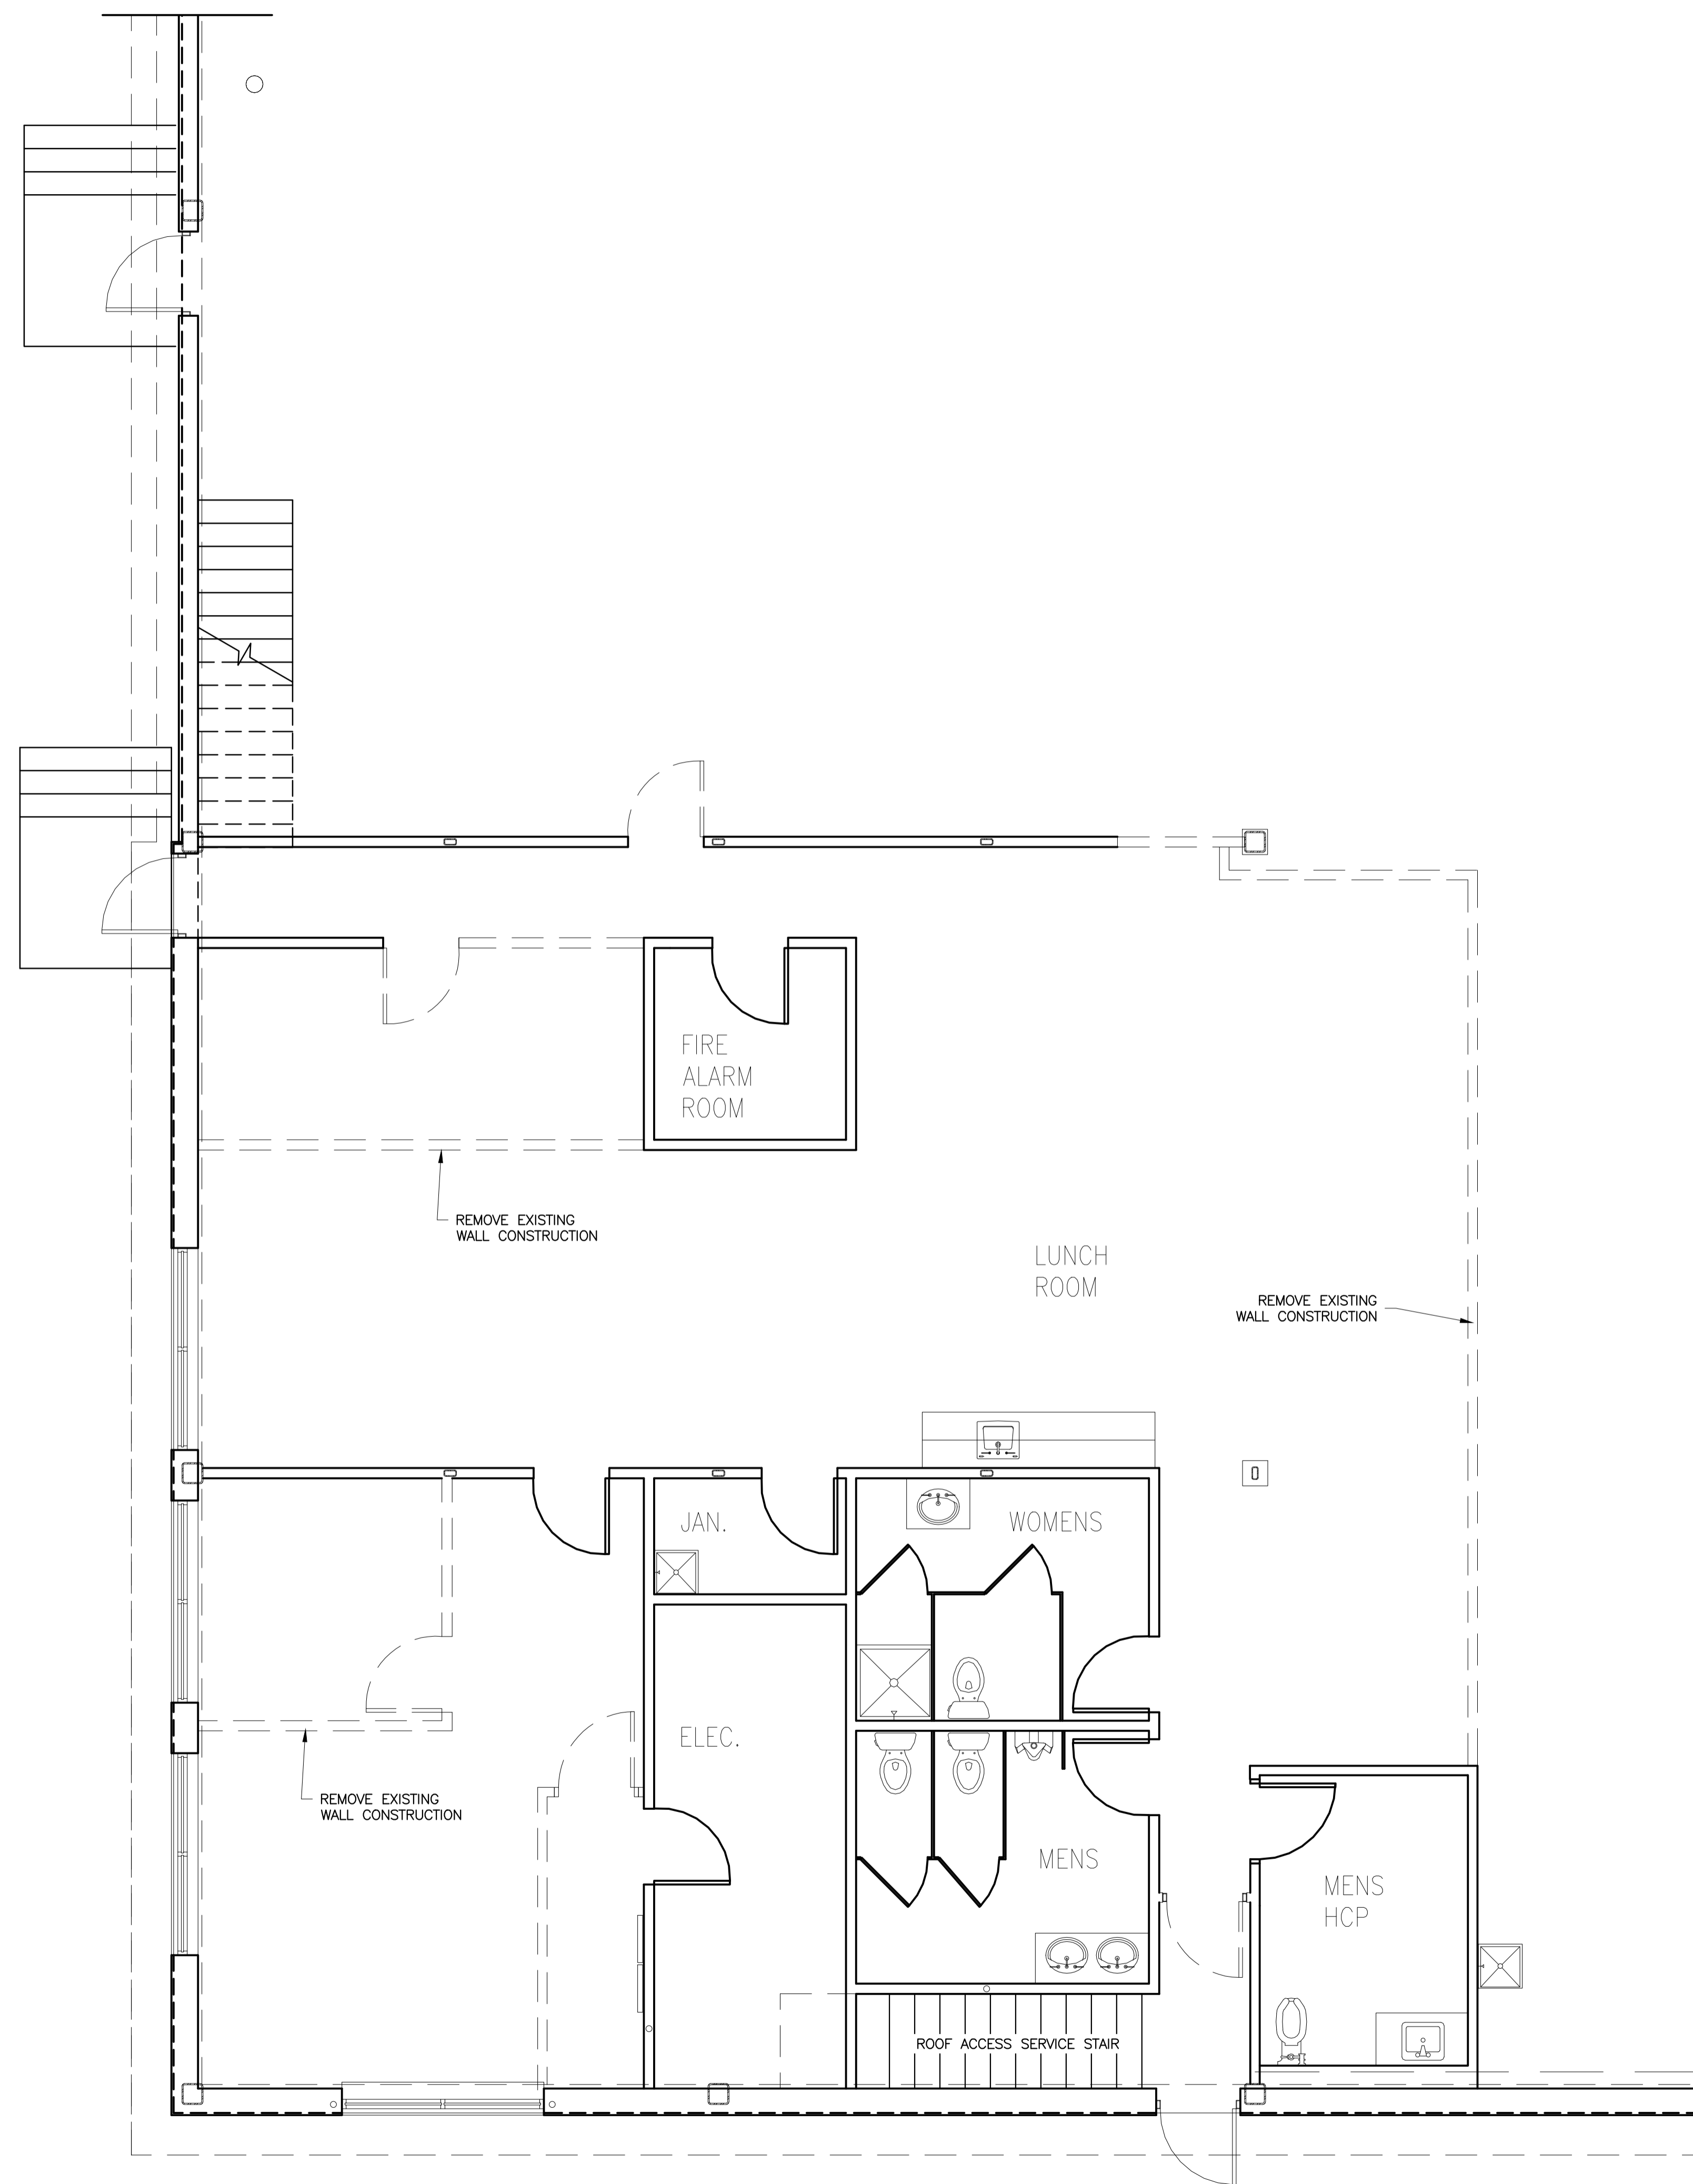 FIRE
ALARM
ROOM
REMOVE EXISTING
WALL CONSTRUCTION
LUNCH
ROOM
REMOVE EXISTING
WALL CONSTRUCTION
JAN.
WOMENS
ELEC.
REMOVE EXISTING
WALL CONSTRUCTION
MENS
MENS
HCP
ROOF ACCESS SERVICE STAIR